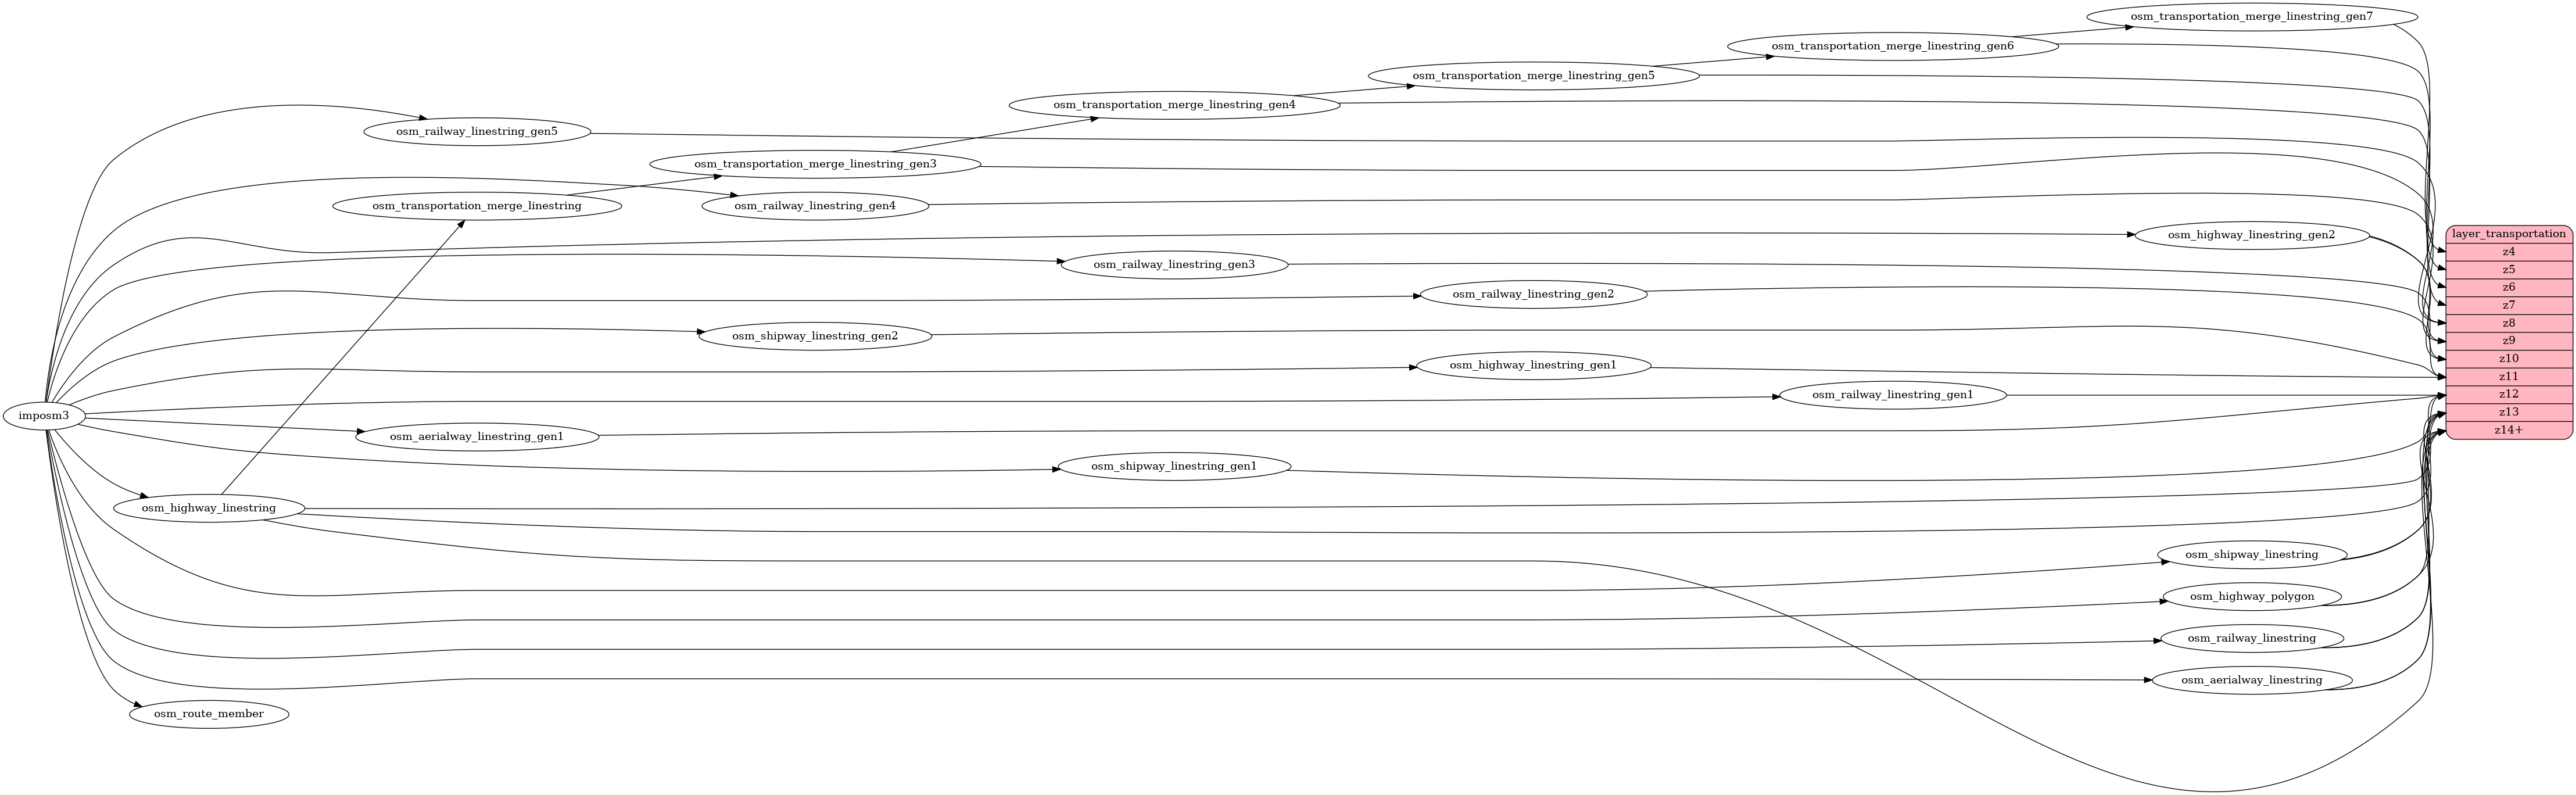 osm_transportation_merge_linestring_gen7
osm_transportation_merge_linestring_gen6
osm_transportation_merge_linestring_gen5
osm_transportation_merge_linestring_gen4
osm_railway_linestring_gen5
osm_transportation_merge_linestring_gen3
osm_transportation_merge_linestring
osm_railway_linestring_gen4
osm_highway_linestring_gen2
layer_transportation
z4
z5
z6
z7
z8
z9
z10
z11
z12
z13
z14+
osm_railway_linestring_gen3
osm_railway_linestring_gen2
osm_shipway_linestring_gen2
osm_highway_linestring_gen1
osm_railway_linestring_gen1
imposm3
osm_aerialway_linestring_gen1
osm_shipway_linestring_gen1
osm_highway_linestring
osm_shipway_linestring
osm_highway_polygon
osm_railway_linestring
osm_aerialway_linestring
osm_route_member